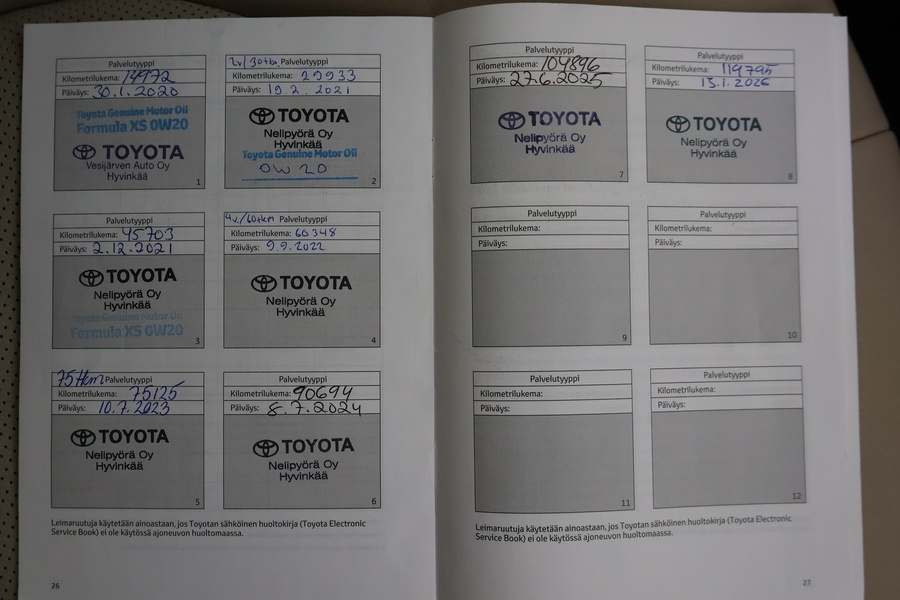 Palvelutyyppi
Kilometrilukema: 14972
Päiväys: 30.1.2020
Toyota Genuine Motor Oil
Formula XS 0W20
TOYOTA
Vesijärven Auto Oy
Hyvinkää
1
2v/30tkm Palvelutyyppi
Kilometrilukema: 29933
Päiväys: 19.2.2021
TOYOTA
Nelipyörä Oy
Hyvinkää
Toyota Genuine Motor Oil
0W20
2
Palvelutyyppi
Kilometrilukema: 45703
Päiväys: 2.12.2021
TOYOTA
Nelipyörä Oy
Hyvinkää
Toyota Genuine Motor Oil
Formula XS 0W20
3
4v./60tkm Palvelutyyppi
Kilometrilukema: 60348
Päiväys: 9.9.2022
TOYOTA
Nelipyörä Oy
Hyvinkää
4
75tkm Palvelutyyppi
Kilometrilukema: 75125
Päiväys: 10.7.2023
TOYOTA
Nelipyörä Oy
Hyvinkää
5
Palvelutyyppi
Kilometrilukema: 90694
Päiväys: 8.7.2024
TOYOTA
Nelipyörä Oy
Hyvinkää
6
Leimaruutuja käytetään ainoastaan, jos Toyotan sähköinen huoltokirja (Toyota Electronic
Service Book) ei ole käytössä ajoneuvon huoltomaassa.
26
Palvelutyyppi
Kilometrilukema: 104896
Päiväys: 27.6.2025
TOYOTA
Nelipyörä Oy
Hyvinkää
7
Palvelutyyppi
Kilometrilukema: 119795
Päiväys: 13.1.2026
TOYOTA
Nelipyörä Oy
Hyvinkää
8
Palvelutyyppi
Kilometrilukema:
Päiväys:
9
Palvelutyyppi
Kilometrilukema:
Päiväys:
10
Palvelutyyppi
Kilometrilukema:
Päiväys:
11
Palvelutyyppi
Kilometrilukema:
Päiväys:
12
Leimaruutuja käytetään ainoastaan, jos Toyotan sähköinen huoltokirja (Toyota Electronic
Service Book) ei ole käytössä ajoneuvon huoltomaassa.
27